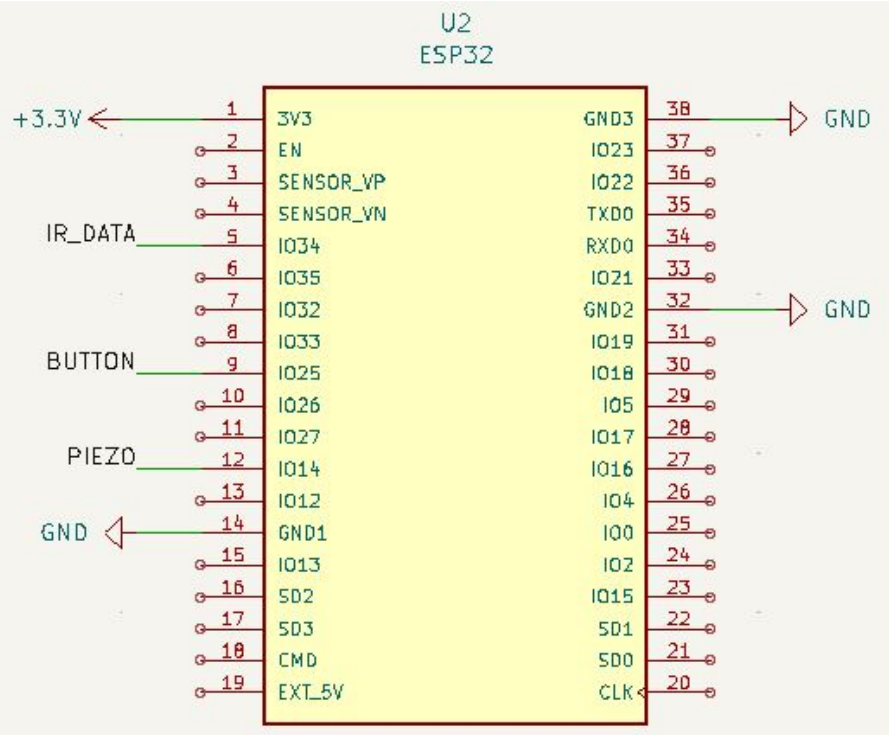 U2
ESP32
+3.3V 1 3V3 GND3 38 GND
2 EN IO23 37
3 SENSOR_VP IO22 36
4 SENSOR_VN TXD0 35
IR_DATA 5 IO34 RXD0 34
6 IO35 IO21 33
7 IO32 GND2 32 GND
8 IO33 IO19 31
BUTTON 9 IO25 IO18 30
10 IO26 IO5 29
11 IO27 IO17 28
PIEZO 12 IO14 IO16 27
13 IO12 IO4 26
GND 14 GND1 IO0 25
15 IO13 IO2 24
16 SD2 IO15 23
17 SD3 SD1 22
18 CMD SD0 21
19 EXT_5V CLK 20